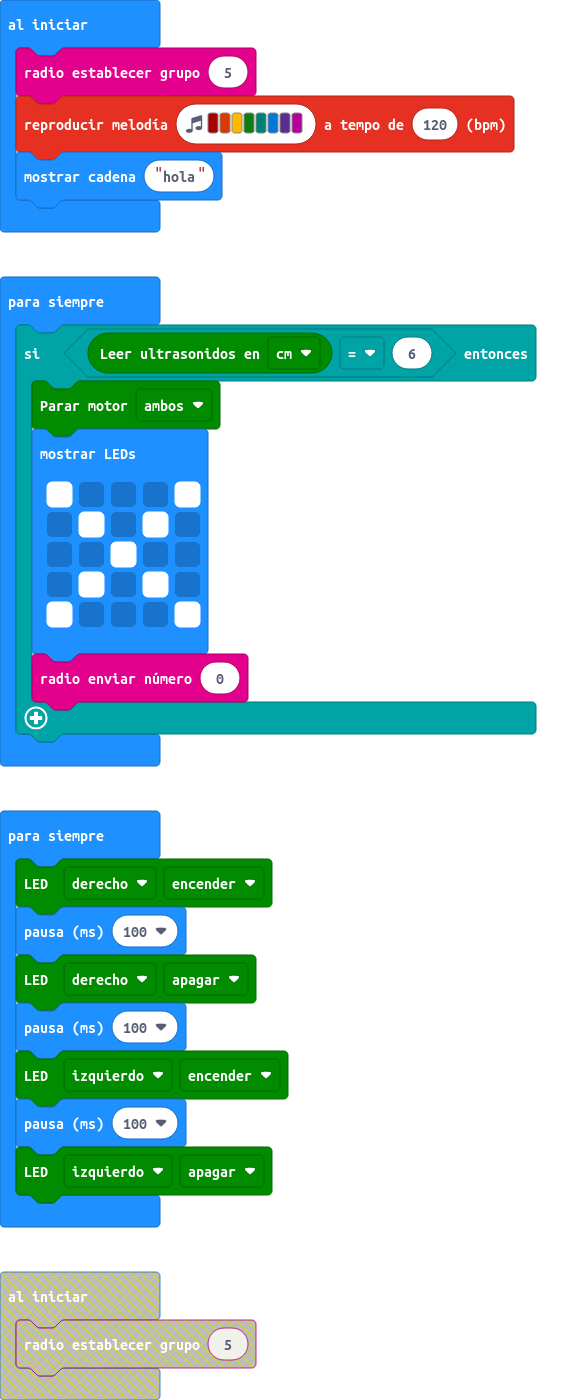 al iniciar
radio establecer grupo 5
reproducir melodía a tempo de 120 (bpm)
mostrar cadena "hola"
para siempre
si Leer ultrasonidos en cm = 6 entonces
Parar motor ambos
mostrar LEDs
radio enviar número 0
para siempre
LED derecho encender
pausa (ms) 100
LED derecho apagar
pausa (ms) 100
LED izquierdo encender
pausa (ms) 100
LED izquierdo apagar
al iniciar
radio establecer grupo 5